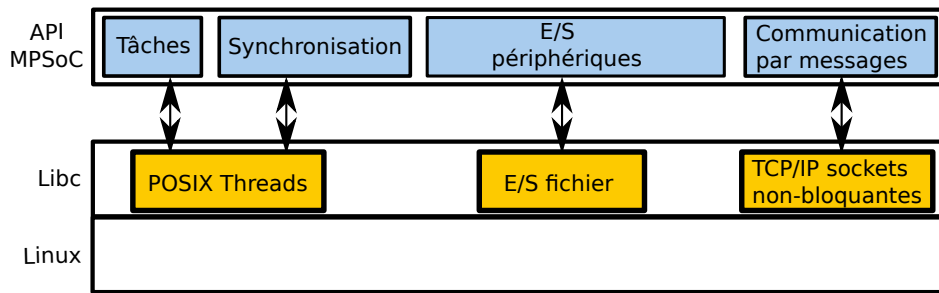 API
MPSoC
Tâches
Synchronisation
E/S
périphériques
Communication
par messages
Libc
POSIX Threads
E/S fichier
TCP/IP sockets
non-bloquantes
Linux